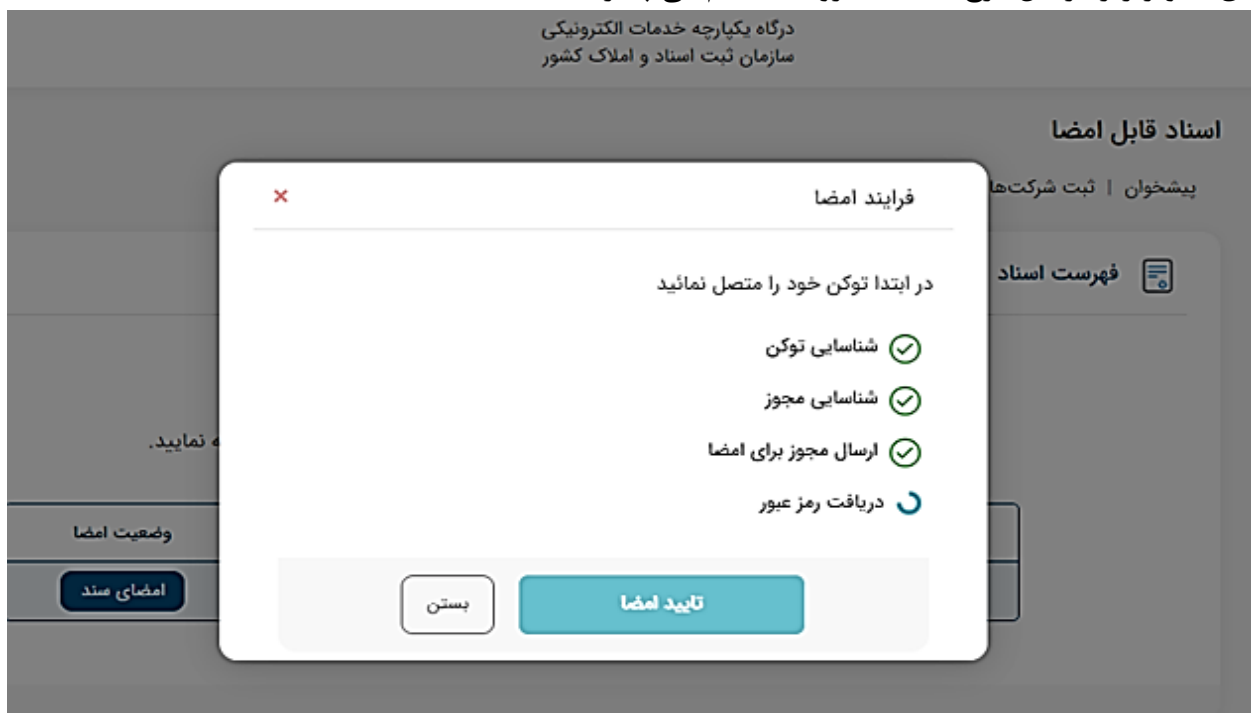 درگاه یکپارچه خدمات الکترونیکی
سازمان ثبت اسناد و املاک کشور
اسناد قابل امضا
پیشخوان | ثبت شرکت‌ها
فهرست اسناد
فرایند امضا
×
در ابتدا توکن خود را متصل نمائید
شناسایی توکن
شناسایی مجوز
ارسال مجوز برای امضا
دریافت رمز عبور
تایید امضا
بستن
نمایید.
وضعیت امضا
امضای سند